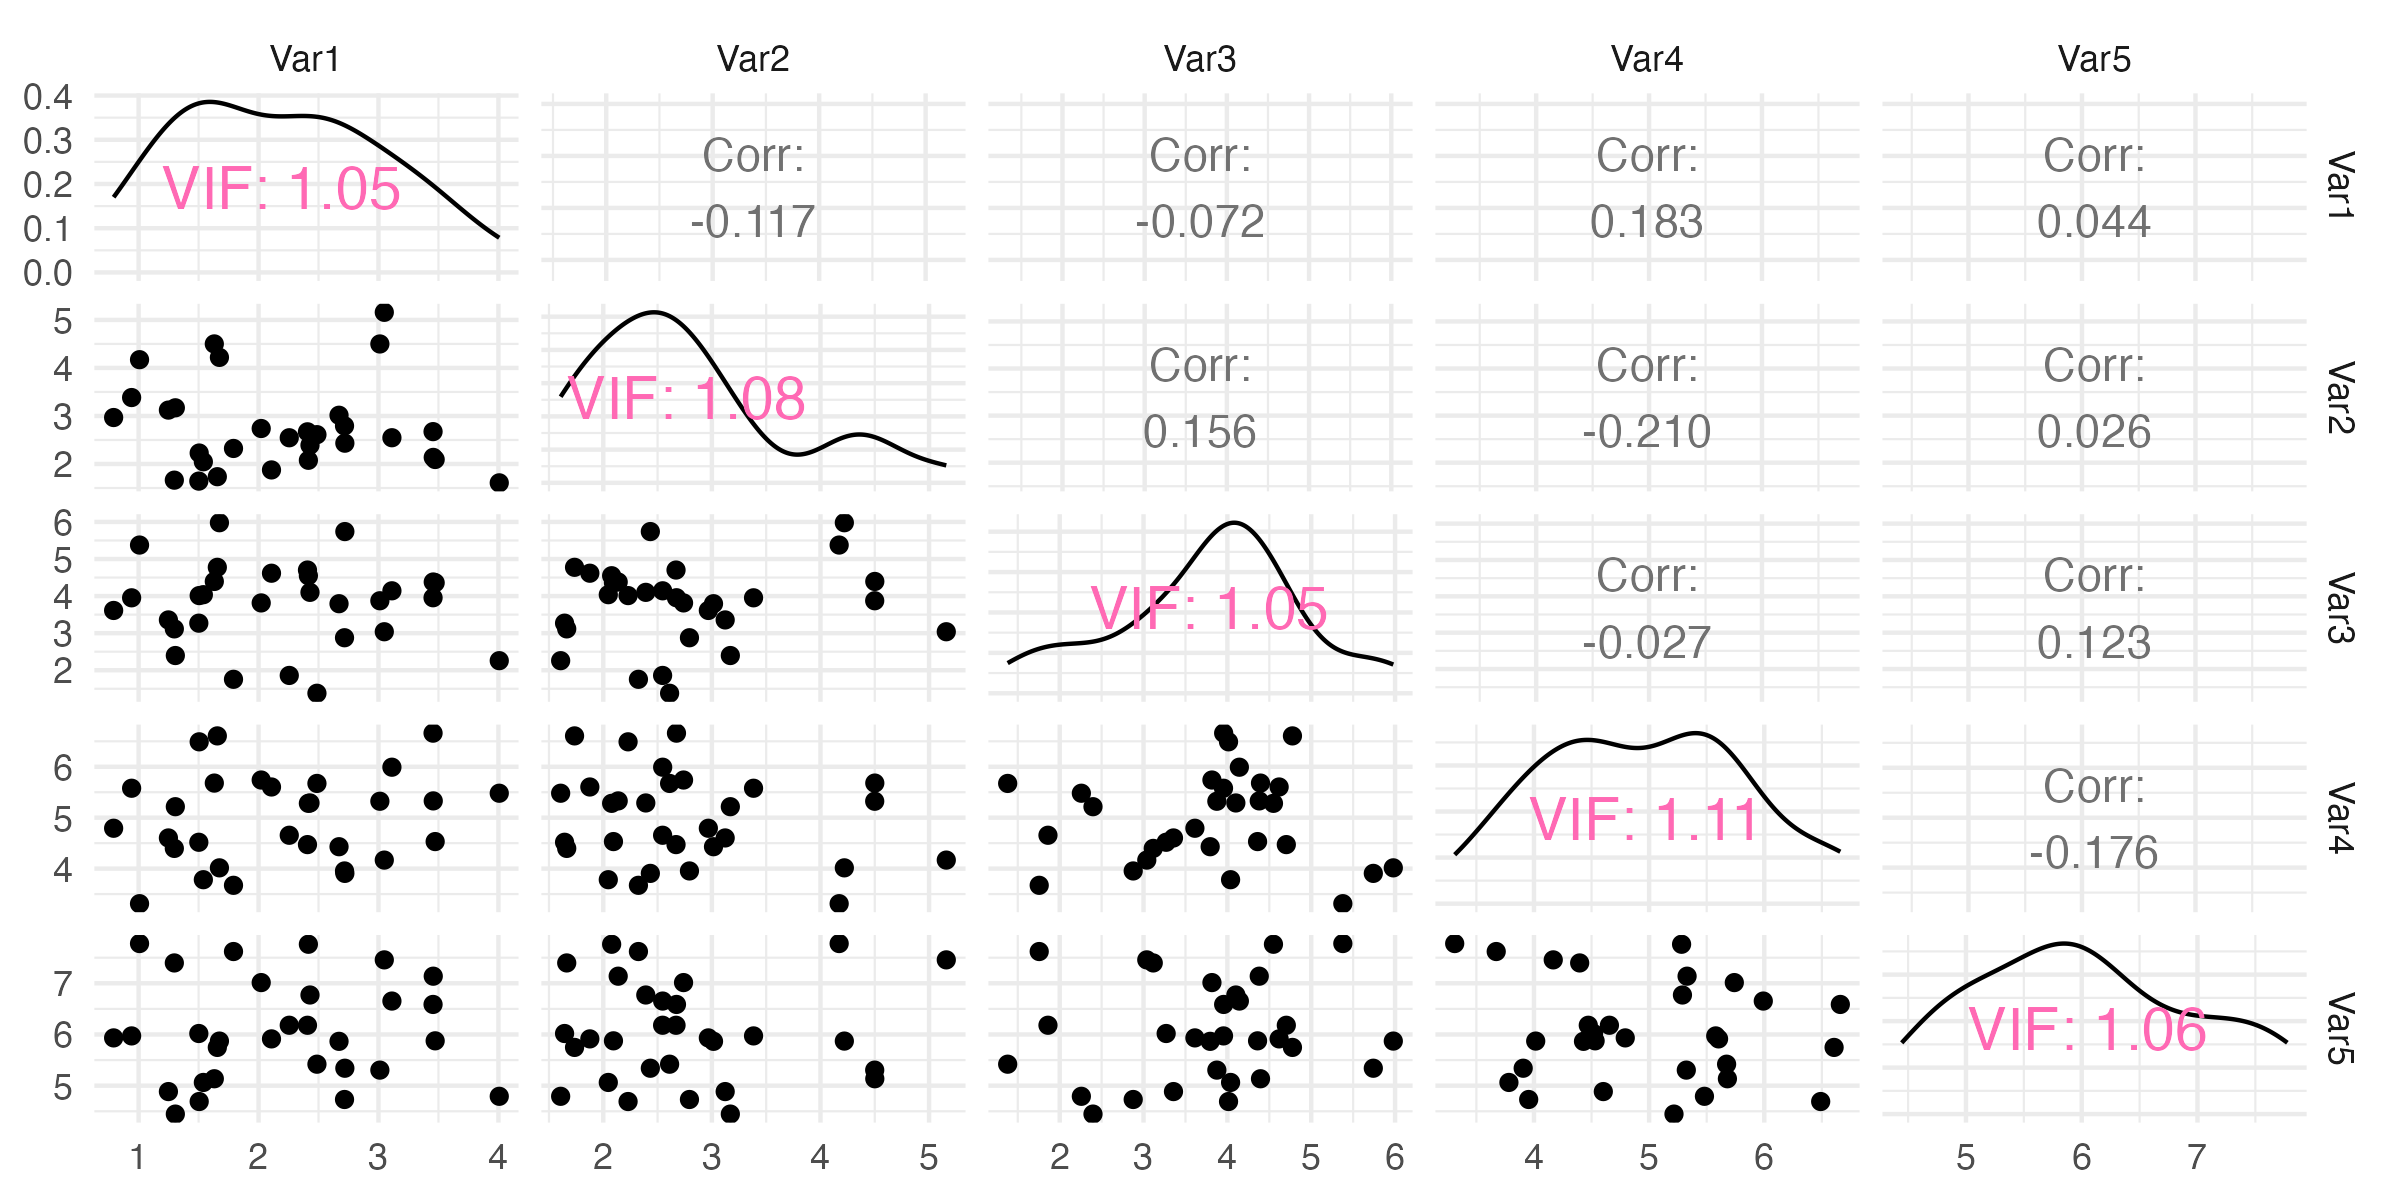 Var1 Var2 Var3 Var4 Var5
0.4
0.3
0.2
0.1
0.0
VIF: 1.05
Corr:
-0.117
Corr:
-0.072
Corr:
0.183
Corr:
0.044
Var1
5
4
3
2
VIF: 1.08
Corr:
0.156
Corr:
-0.210
Corr:
0.026
Var2
6
5
4
3
2
VIF: 1.05
Corr:
-0.027
Corr:
0.123
Var3
6
5
4
VIF: 1.11
Corr:
-0.176
Var4
7
6
5
VIF: 1.06
Var5
1 2 3 4 2 3 4 5 2 3 4 5 6 4 5 6 5 6 7